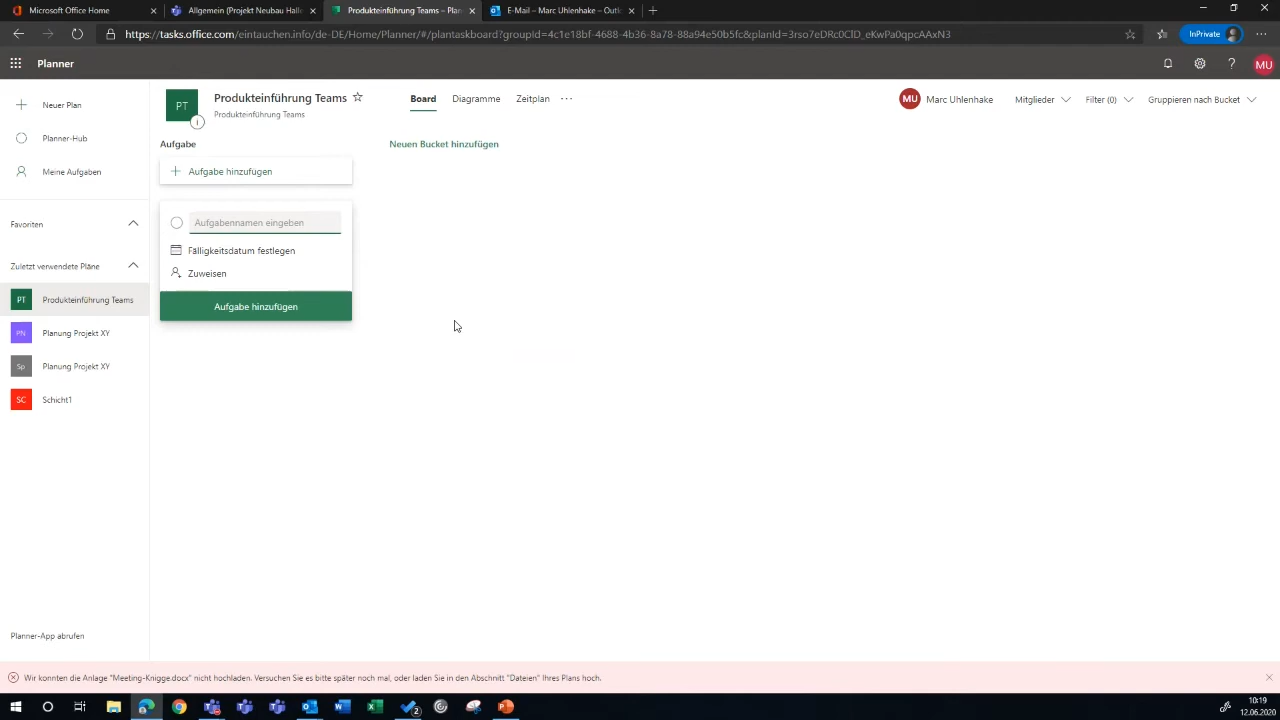 Microsoft Office Home
Allgemein (Projekt Neubau Halle
Produkteinführung Teams – Plan
E-Mail – Marc Uhlenhake – Outl
https://tasks.office.com/eintauchen.info/de-DE/Home/Planner/#/plantaskboard?groupId=4c1e18bf-4688-4b36-8a78-88a94e50b5fc&planId=3rso7eDRc0ClD_eKwPa0qpcAAxN3
InPrivate
Planner
MU
Neuer Plan
Planner-Hub
Meine Aufgaben
Favoriten
Zuletzt verwendete Pläne
PT Produkteinführung Teams
PN Planung Projekt XY
Sp Planung Projekt XY
SC Schicht1
Planner-App abrufen
PT
Produkteinführung Teams
Produkteinführung Teams
Board
Diagramme
Zeitplan
MU Marc Uhlenhake
Mitglieder
Filter (0)
Gruppieren nach Bucket
Aufgabe
Neuen Bucket hinzufügen
Aufgabe hinzufügen
Aufgabennamen eingeben
Fälligkeitsdatum festlegen
Zuweisen
Aufgabe hinzufügen
Wir konnten die Anlage "Meeting-Knigge.docx" nicht hochladen. Versuchen Sie es bitte später noch mal, oder laden Sie in den Abschnitt "Dateien" Ihres Plans hoch.
10:19
12.06.2020